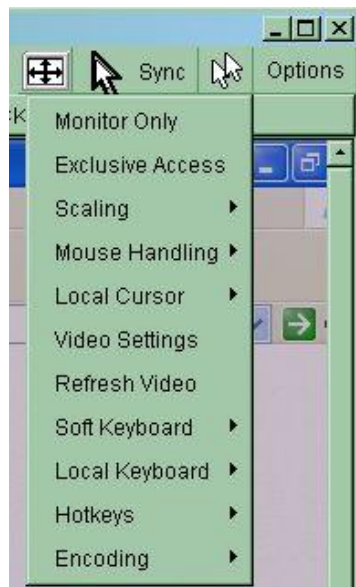 Sync Options
Monitor Only
Exclusive Access
Scaling
Mouse Handling
Local Cursor
Video Settings
Refresh Video
Soft Keyboard
Local Keyboard
Hotkeys
Encoding